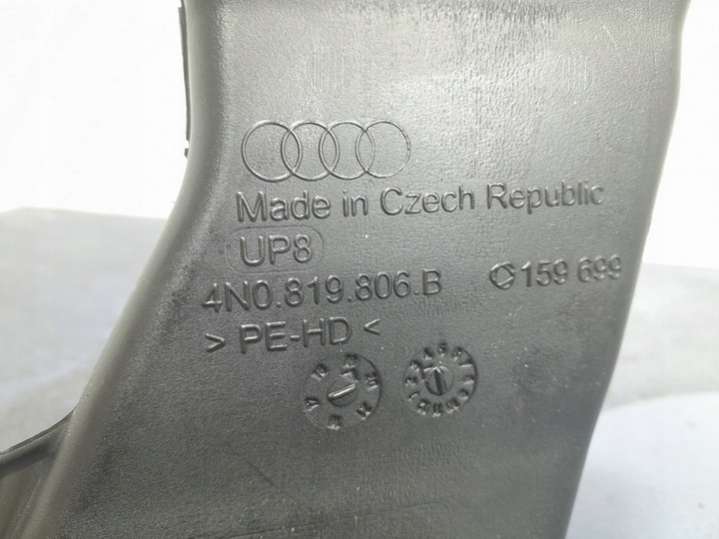 Made in Czech Republic
UP8
4N0.819.806.B 159 699
> PE-HD <